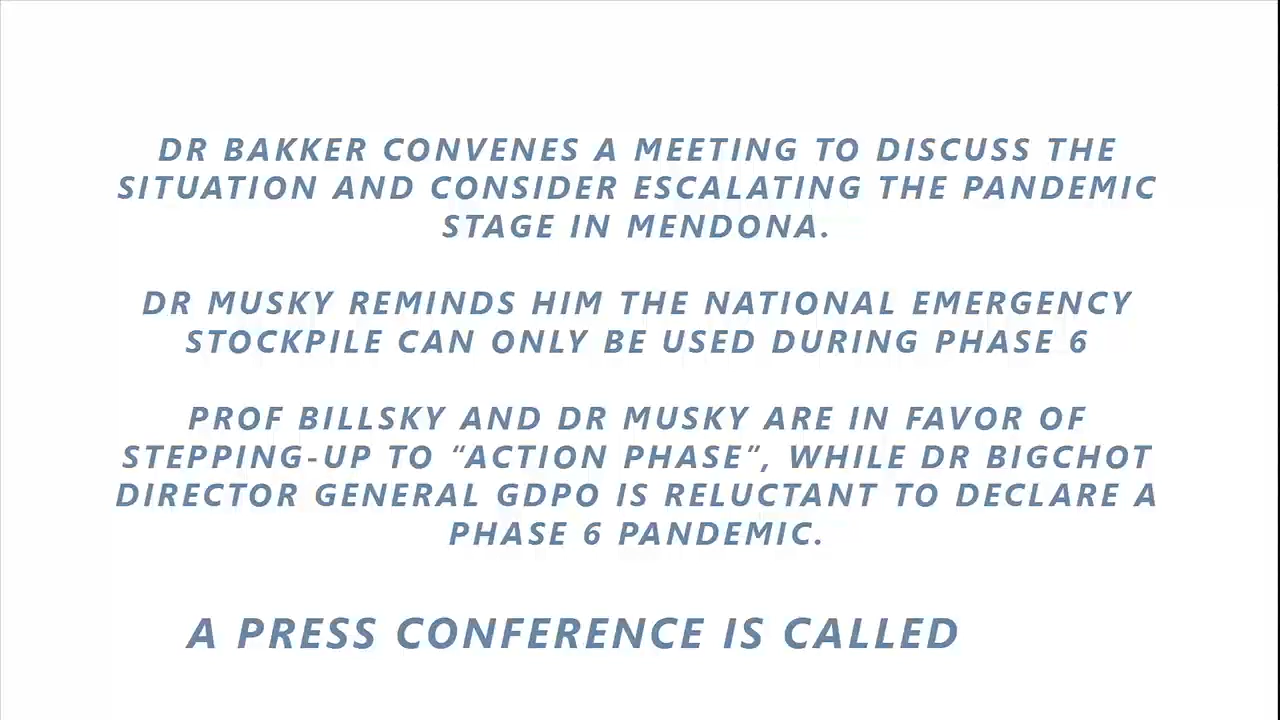 DR BAKKER CONVENES A MEETING TO DISCUSS THE
SITUATION AND CONSIDER ESCALATING THE PANDEMIC
STAGE IN MENDONA.
DR MUSKY REMINDS HIM THE NATIONAL EMERGENCY
STOCKPILE CAN ONLY BE USED DURING PHASE 6
PROF BILLSKY AND DR MUSKY ARE IN FAVOR OF
STEPPING-UP TO “ACTION PHASE”, WHILE DR BIGCHOT
DIRECTOR GENERAL GDPO IS RELUCTANT TO DECLARE A
PHASE 6 PANDEMIC.
A PRESS CONFERENCE IS CALLED